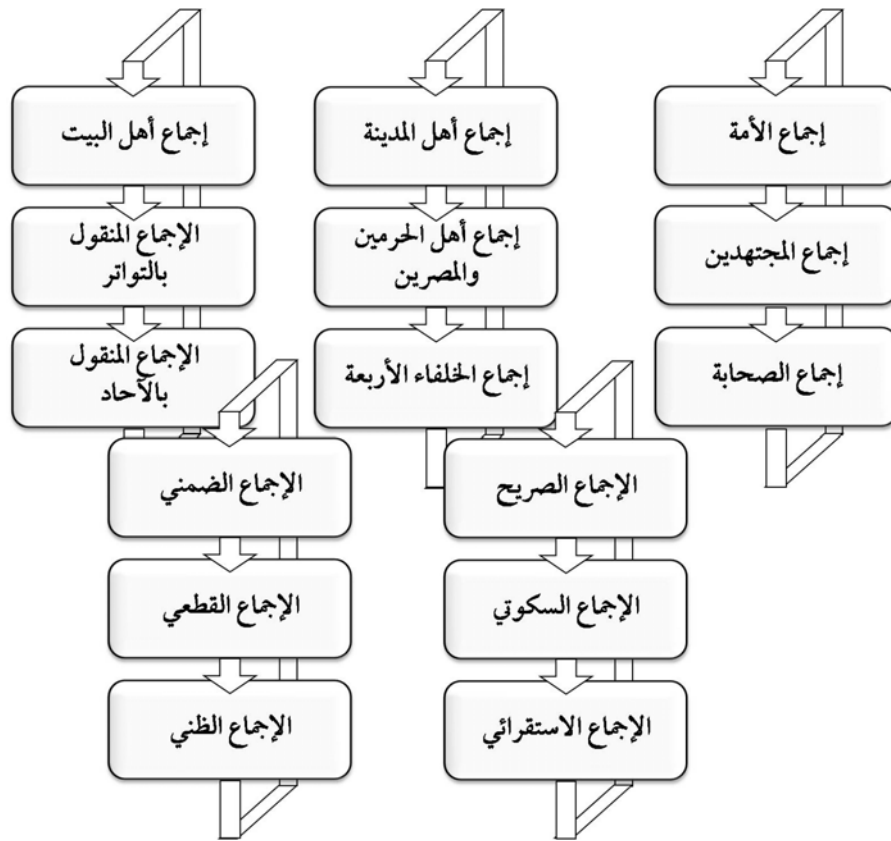 إجماع الأمة
إجماع المجتهدين
إجماع الصحابة
إجماع أهل المدينة
إجماع أهل الحرمين
والمصرين
إجماع الخلفاء الأربعة
إجماع أهل البيت
الإجماع المنقول
بالتواتر
الإجماع المنقول
بالآحاد
الإجماع الصريح
الإجماع السكوتي
الإجماع الاستقرائي
الإجماع الضمني
الإجماع القطعي
الإجماع الظني